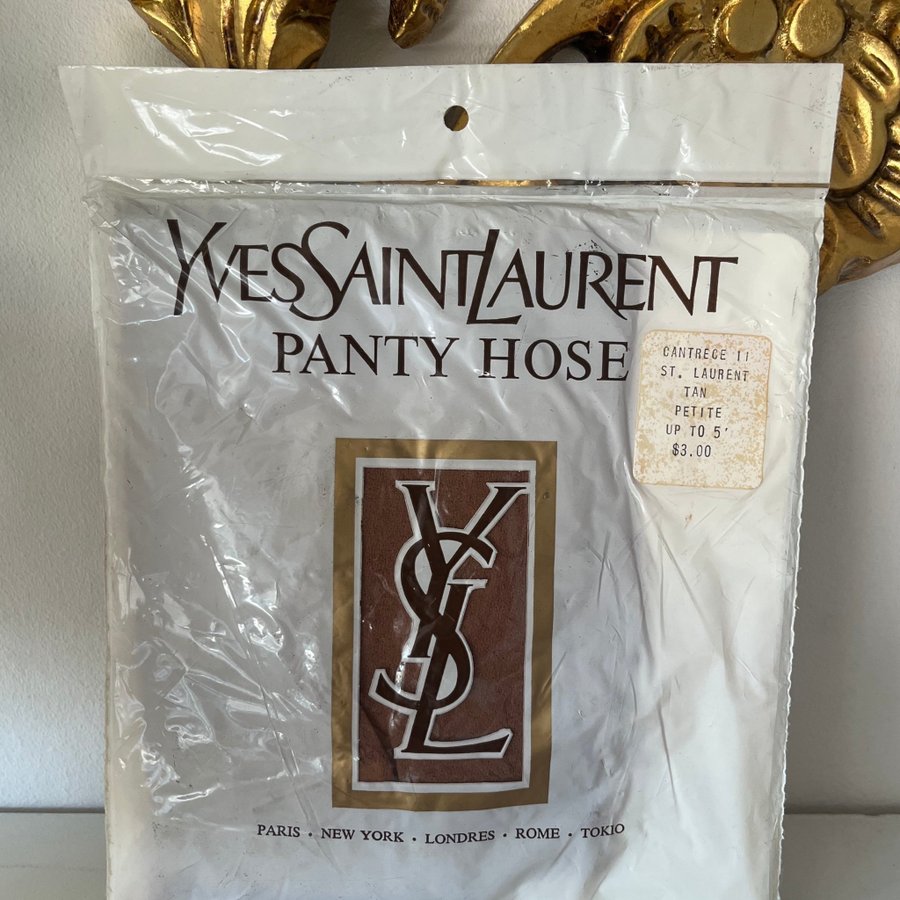 YVESSAINTLAURENT
PANTY HOSE
CANTRECE II
ST. LAURENT
TAN
PETITE
UP TO 5'
$3.00
YSL
PARIS • NEW YORK • LONDRES • ROME • TOKIO